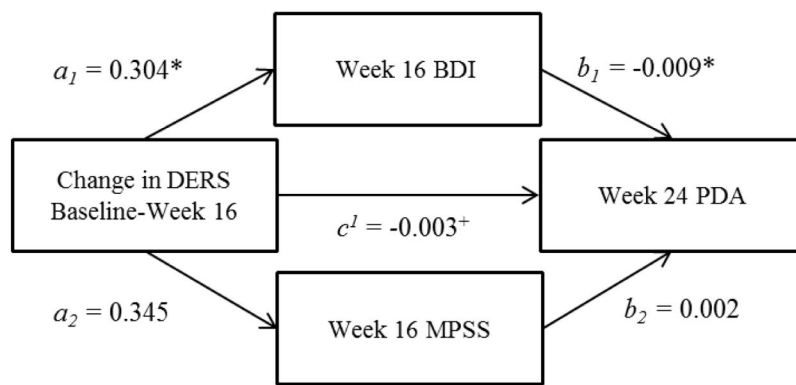 a₁ = 0.304*
Week 16 BDI
b₁ = -0.009*
Change in DERS
Baseline-Week 16
c¹ = -0.003⁺
Week 24 PDA
a₂ = 0.345
Week 16 MPSS
b₂ = 0.002